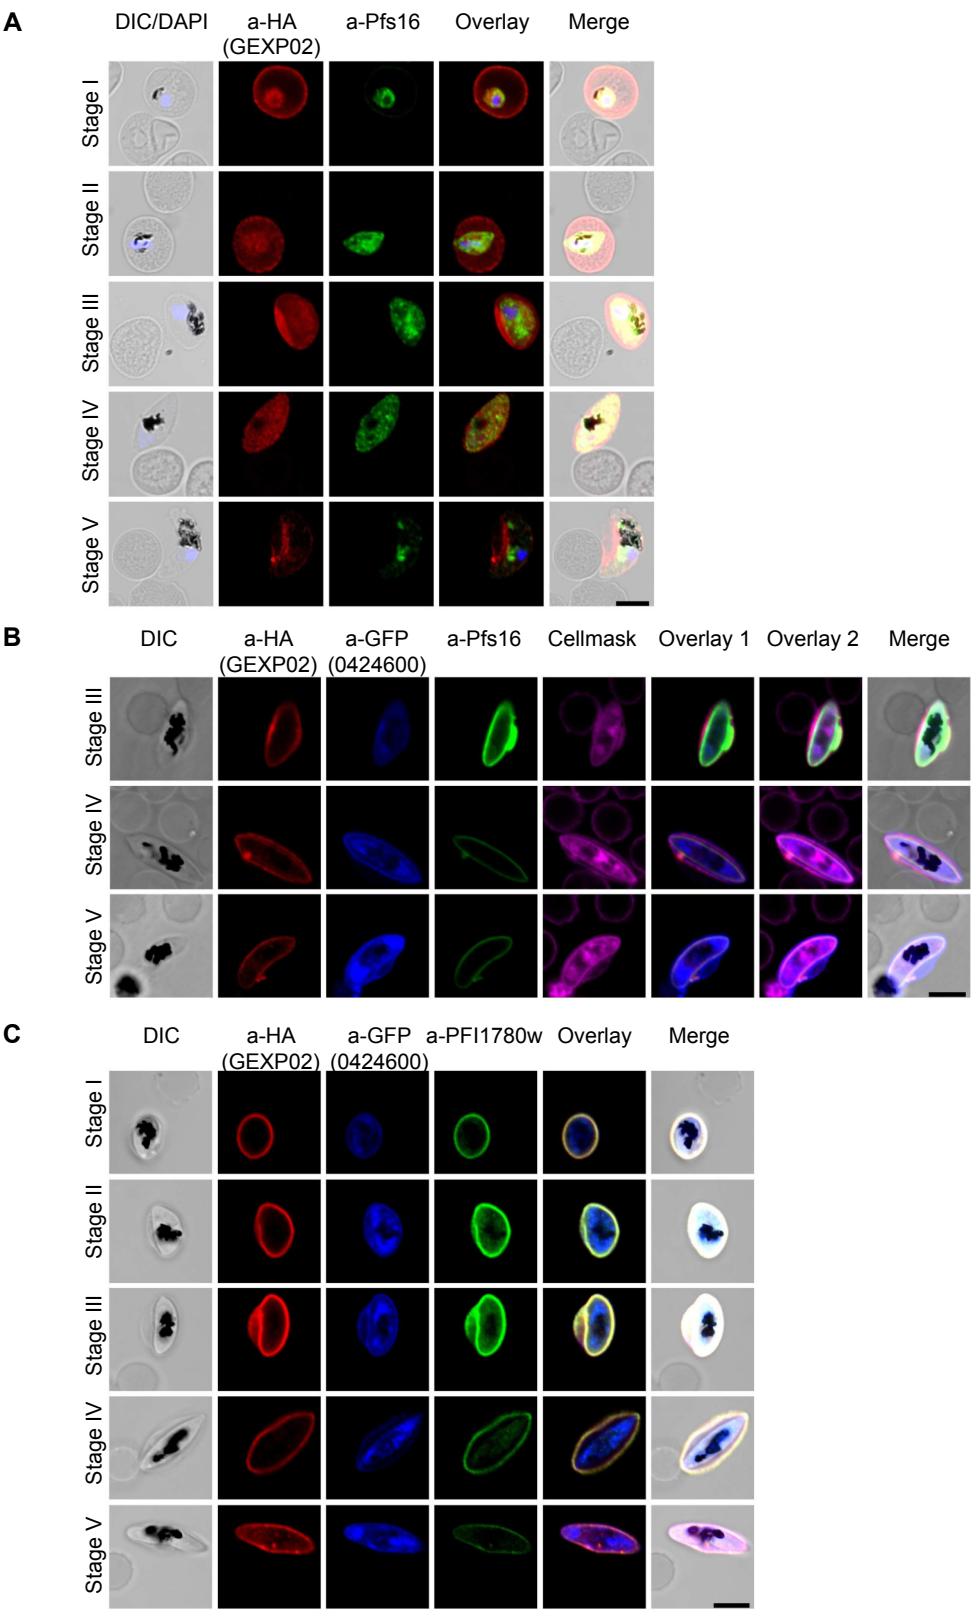 A
DIC/DAPI a-HA a-Pfs16 Overlay Merge
(GEXP02)
Stage I
Stage II
Stage III
Stage IV
Stage V
B
DIC a-HA a-GFP a-Pfs16 Cellmask Overlay 1 Overlay 2 Merge
(GEXP02) (0424600)
Stage III
Stage IV
Stage V
C
DIC a-HA a-GFP a-PFI1780w Overlay Merge
(GEXP02) (0424600)
Stage I
Stage II
Stage III
Stage IV
Stage V